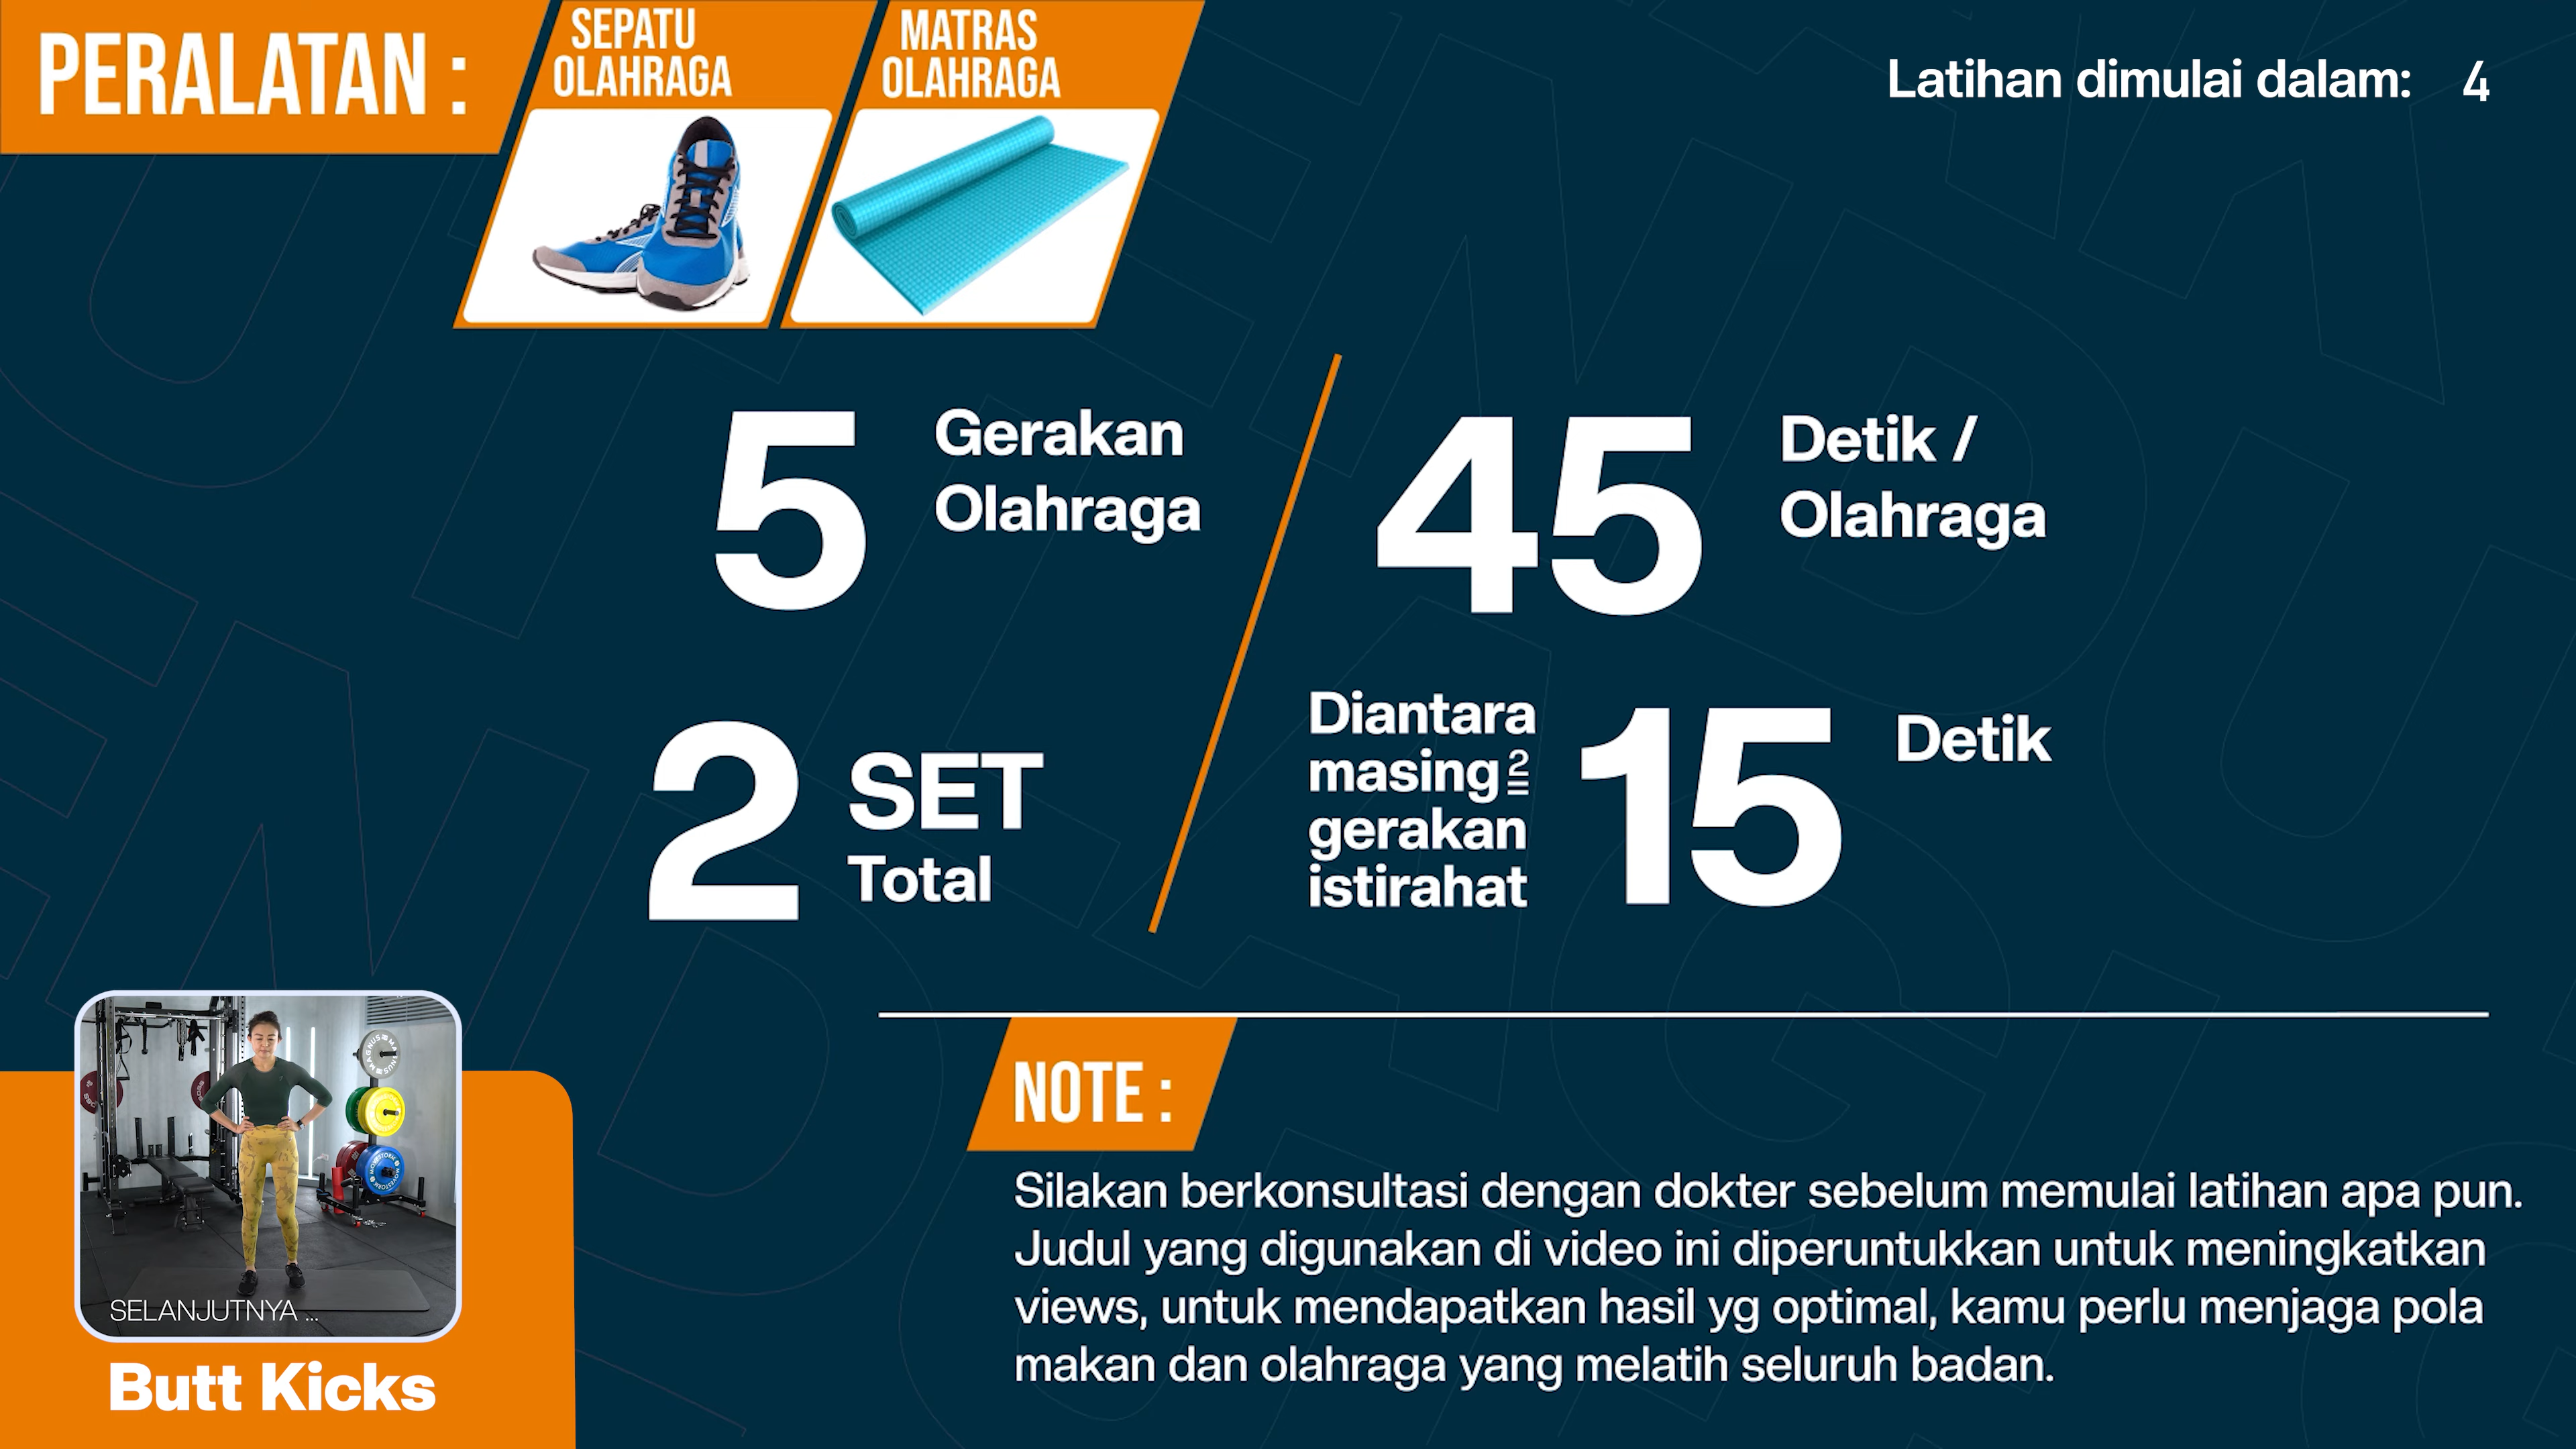 PERALATAN :
SEPATU
OLAHRAGA
MATRAS
OLAHRAGA
Latihan dimulai dalam: 4
5 Gerakan
Olahraga
45 Detik /
Olahraga
2 SET
Total
Diantara
masing2
gerakan
istirahat
15 Detik
SELANJUTNYA ...
Butt Kicks
NOTE :
Silakan berkonsultasi dengan dokter sebelum memulai latihan apa pun.
Judul yang digunakan di video ini diperuntukkan untuk meningkatkan
views, untuk mendapatkan hasil yg optimal, kamu perlu menjaga pola
makan dan olahraga yang melatih seluruh badan.